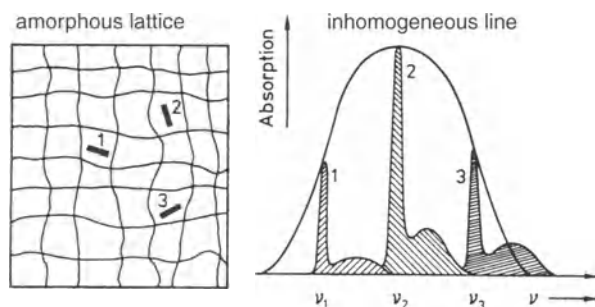 amorphous lattice
1
2
3
inhomogeneous line
Absorption
1
2
3
ν₁
ν₂
ν₃
ν